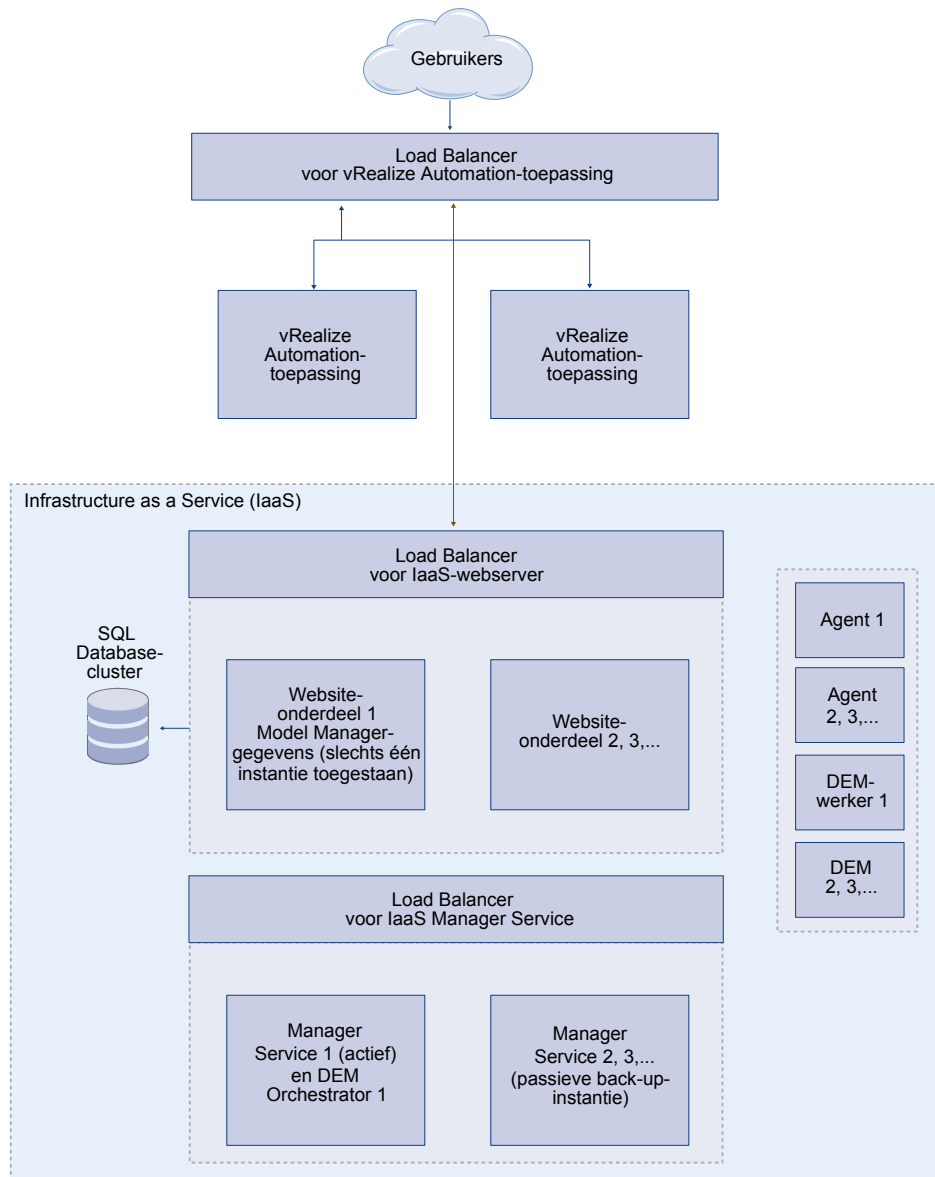 Gebruikers
Load Balancer
voor vRealize Automation-toepassing
vRealize
Automation-
toepassing
vRealize
Automation-
toepassing
Infrastructure as a Service (IaaS)
Load Balancer
voor IaaS-webserver
SQL
Database-
cluster
Website-
onderdeel 1
Model Manager-
gegevens (slechts één
instantie toegestaan)
Website-
onderdeel 2, 3,...
Agent 1
Agent
2, 3,...
DEM-
werker 1
DEM
2, 3,...
Load Balancer
voor IaaS Manager Service
Manager
Service 1 (actief)
en DEM
Orchestrator 1
Manager
Service 2, 3,...
(passieve back-up-
instantie)